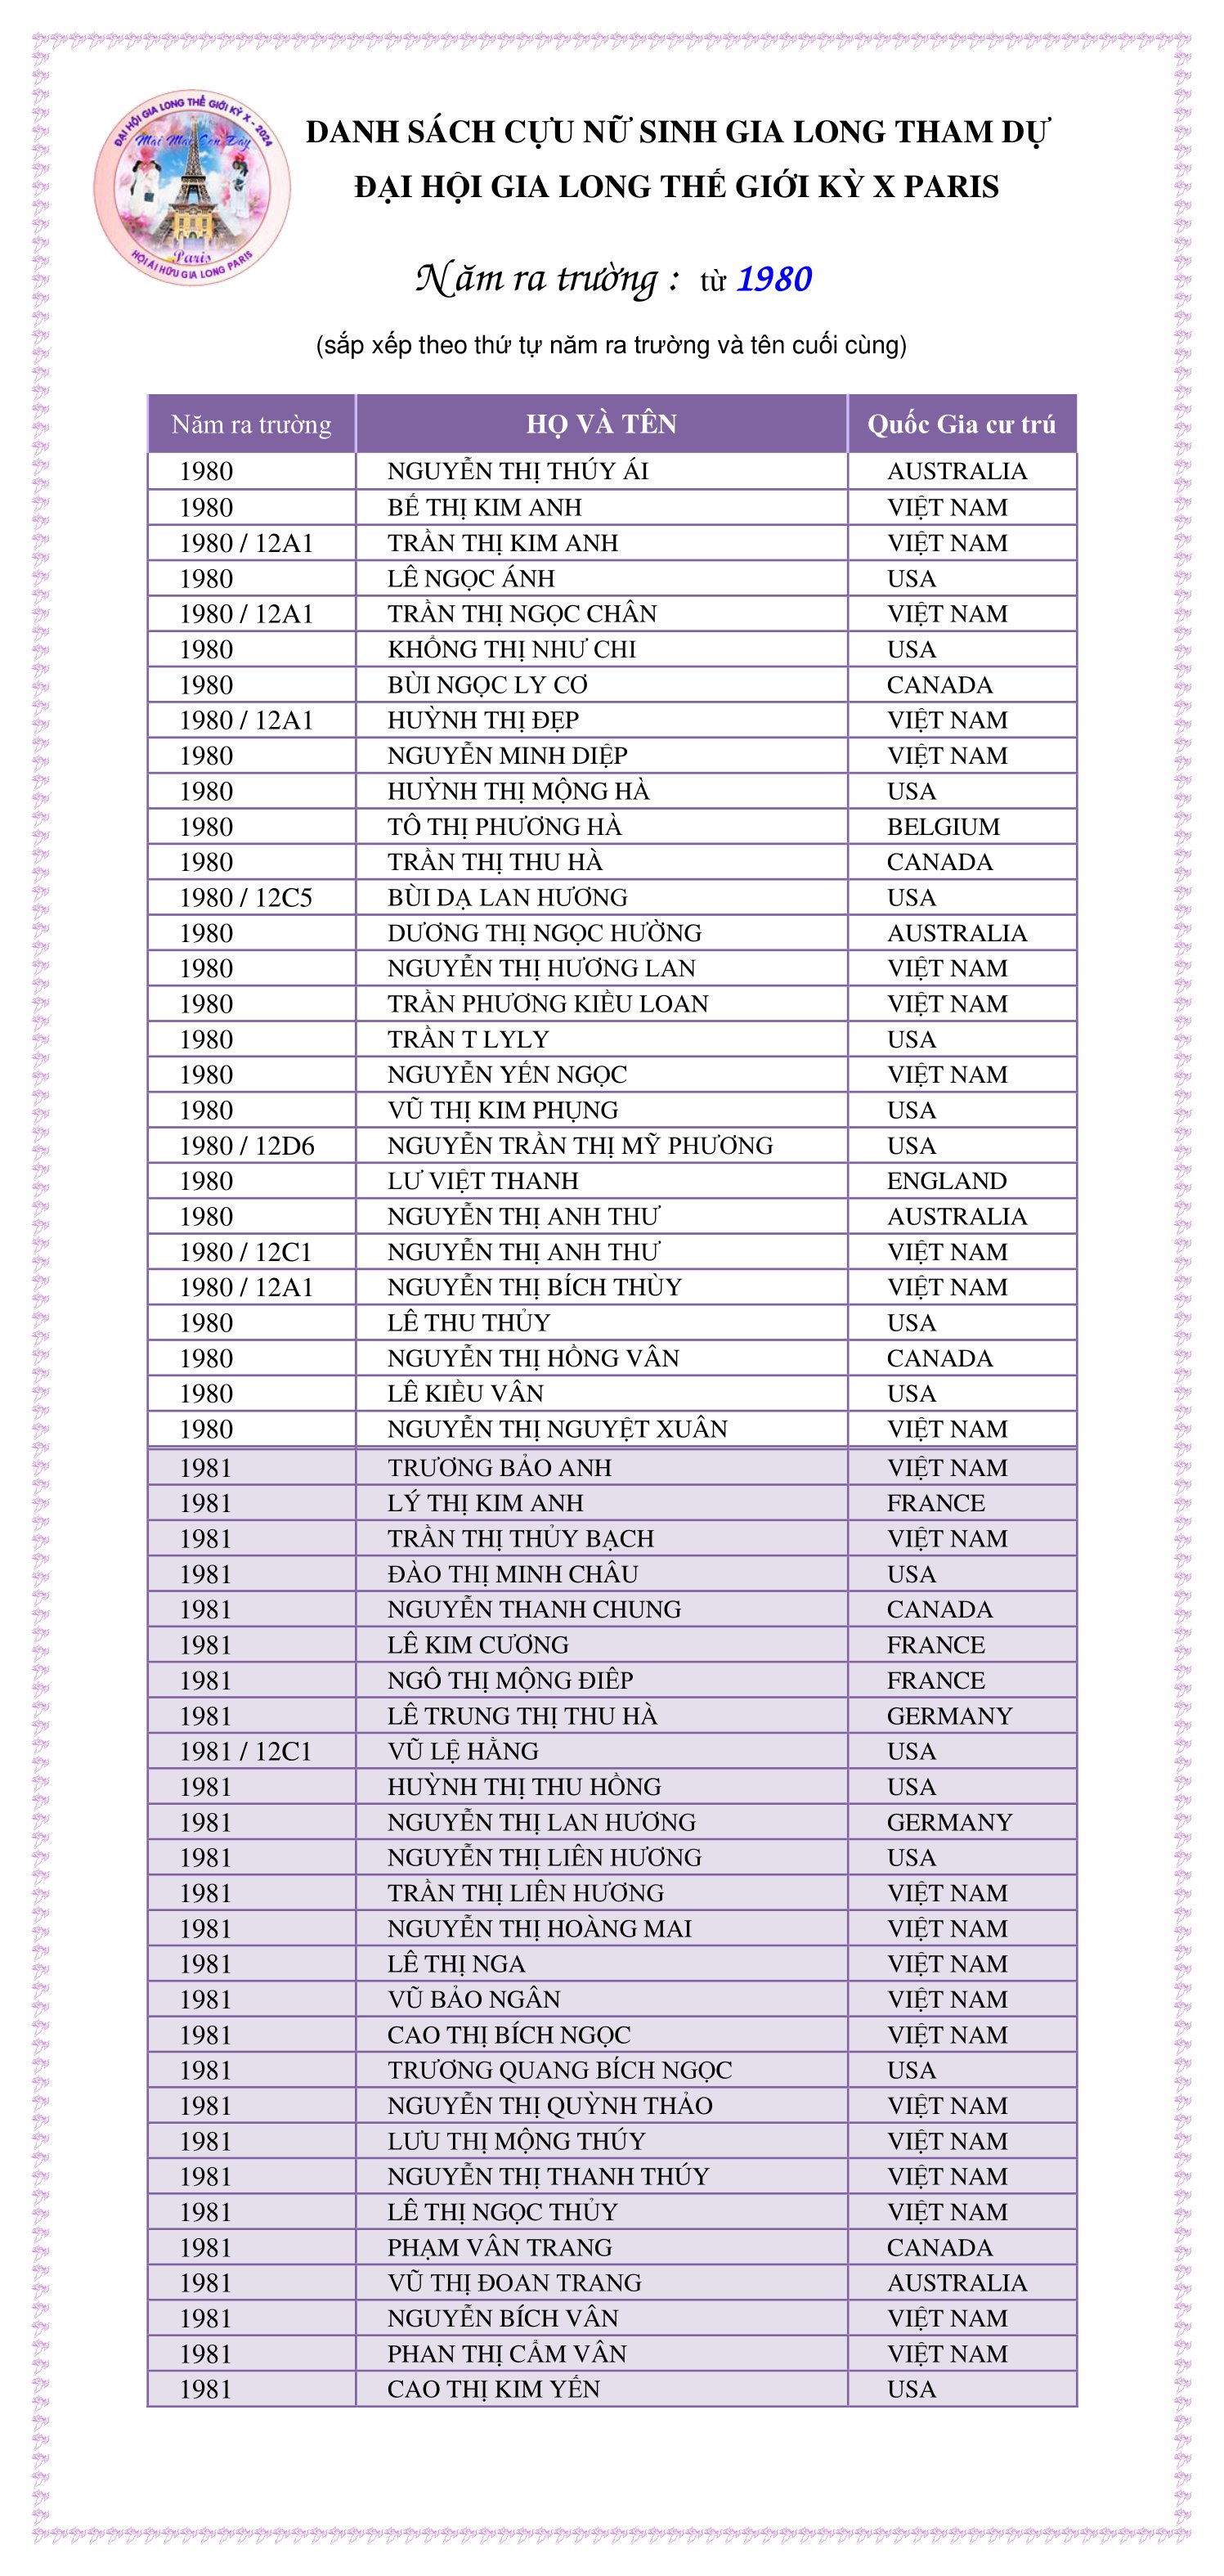 ĐẠI HỘI GIA LONG THẾ GIỚI KỲ X - 2024
Mãi Mãi Còn Đây
Paris
HỘI ÁI HỮU GIA LONG PARIS
DANH SÁCH CỰU NỮ SINH GIA LONG THAM DỰ
ĐẠI HỘI GIA LONG THẾ GIỚI KỲ X PARIS
Năm ra trường : từ 1980
(sắp xếp theo thứ tự năm ra trường và tên cuối cùng)
Năm ra trường HỌ VÀ TÊN Quốc Gia cư trú
1980 NGUYỄN THỊ THÚY ÁI AUSTRALIA
1980 BẾ THỊ KIM ANH VIỆT NAM
1980 / 12A1 TRẦN THỊ KIM ANH VIỆT NAM
1980 LÊ NGỌC ÁNH USA
1980 / 12A1 TRẦN THỊ NGỌC CHÂN VIỆT NAM
1980 KHỔNG THỊ NHƯ CHI USA
1980 BÙI NGỌC LY CƠ CANADA
1980 / 12A1 HUỲNH THỊ ĐẸP VIỆT NAM
1980 NGUYỄN MINH DIỆP VIỆT NAM
1980 HUỲNH THỊ MỘNG HÀ USA
1980 TÔ THỊ PHƯƠNG HÀ BELGIUM
1980 TRẦN THỊ THU HÀ CANADA
1980 / 12C5 BÙI DẠ LAN HƯƠNG USA
1980 DƯƠNG THỊ NGỌC HƯỜNG AUSTRALIA
1980 NGUYỄN THỊ HƯƠNG LAN VIỆT NAM
1980 TRẦN PHƯƠNG KIỀU LOAN VIỆT NAM
1980 TRẦN T LYLY USA
1980 NGUYỄN YẾN NGỌC VIỆT NAM
1980 VŨ THỊ KIM PHỤNG USA
1980 / 12D6 NGUYỄN TRẦN THỊ MỸ PHƯƠNG USA
1980 LƯ VIỆT THANH ENGLAND
1980 NGUYỄN THỊ ANH THƯ AUSTRALIA
1980 / 12C1 NGUYỄN THỊ ANH THƯ VIỆT NAM
1980 / 12A1 NGUYỄN THỊ BÍCH THÙY VIỆT NAM
1980 LÊ THU THỦY USA
1980 NGUYỄN THỊ HỒNG VÂN CANADA
1980 LÊ KIỀU VÂN USA
1980 NGUYỄN THỊ NGUYỆT XUÂN VIỆT NAM
1981 TRƯƠNG BẢO ANH VIỆT NAM
1981 LÝ THỊ KIM ANH FRANCE
1981 TRẦN THỊ THỦY BẠCH VIỆT NAM
1981 ĐÀO THỊ MINH CHÂU USA
1981 NGUYỄN THANH CHUNG CANADA
1981 LÊ KIM CƯƠNG FRANCE
1981 NGÔ THỊ MỘNG ĐIÊP FRANCE
1981 LÊ TRUNG THỊ THU HÀ GERMANY
1981 / 12C1 VŨ LỆ HẰNG USA
1981 HUỲNH THỊ THU HỒNG USA
1981 NGUYỄN THỊ LAN HƯƠNG GERMANY
1981 NGUYỄN THỊ LIÊN HƯƠNG USA
1981 TRẦN THỊ LIÊN HƯƠNG VIỆT NAM
1981 NGUYỄN THỊ HOÀNG MAI VIỆT NAM
1981 LÊ THỊ NGA VIỆT NAM
1981 VŨ BẢO NGÂN VIỆT NAM
1981 CAO THỊ BÍCH NGỌC VIỆT NAM
1981 TRƯƠNG QUANG BÍCH NGỌC USA
1981 NGUYỄN THỊ QUỲNH THẢO VIỆT NAM
1981 LƯU THỊ MỘNG THÚY VIỆT NAM
1981 NGUYỄN THỊ THANH THÚY VIỆT NAM
1981 LÊ THỊ NGỌC THỦY VIỆT NAM
1981 PHẠM VÂN TRANG CANADA
1981 VŨ THỊ ĐOAN TRANG AUSTRALIA
1981 NGUYỄN BÍCH VÂN VIỆT NAM
1981 PHAN THỊ CẨM VÂN VIỆT NAM
1981 CAO THỊ KIM YẾN USA